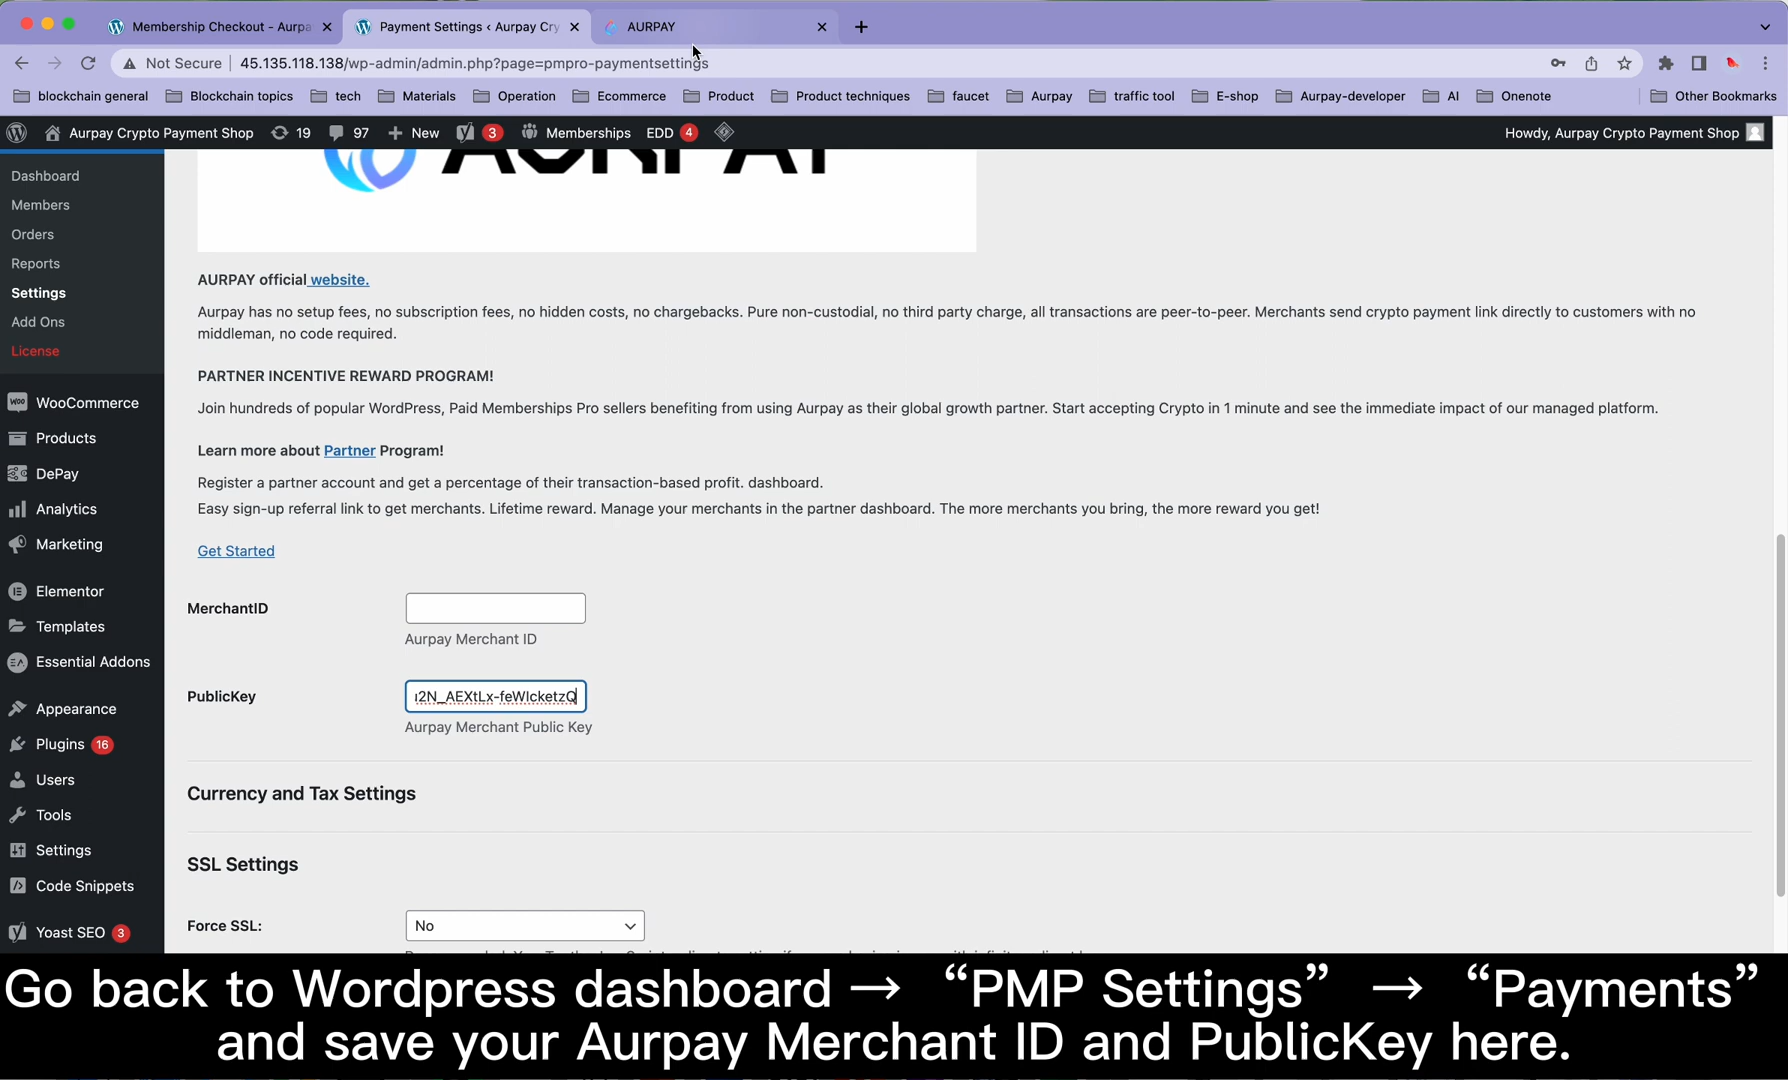 Membership Checkout - Aurpa
Payment Settings ‹ Aurpay Cry
AURPAY
Not Secure
45.135.118.138/wp-admin/admin.php?page=pmpro-paymentsettings
blockchain general
Blockchain topics
tech
Materials
Operation
Ecommerce
Product
Product techniques
faucet
Aurpay
traffic tool
E-shop
Aurpay-developer
AI
Onenote
Other Bookmarks
Aurpay Crypto Payment Shop
19
97
New
3
Memberships
EDD 4
Howdy, Aurpay Crypto Payment Shop
Dashboard
Members
Orders
Reports
Settings
Add Ons
License
WooCommerce
Products
DePay
Analytics
Marketing
Elementor
Templates
Essential Addons
Appearance
Plugins 16
Users
Tools
Settings
Code Snippets
Yoast SEO 3
AURPAY
AURPAY official website.
Aurpay has no setup fees, no subscription fees, no hidden costs, no chargebacks. Pure non-custodial, no third party charge, all transactions are peer-to-peer. Merchants send crypto payment link directly to customers with no
middleman, no code required.
PARTNER INCENTIVE REWARD PROGRAM!
Join hundreds of popular WordPress, Paid Memberships Pro sellers benefiting from using Aurpay as their global growth partner. Start accepting Crypto in 1 minute and see the immediate impact of our managed platform.
Learn more about Partner Program!
Register a partner account and get a percentage of their transaction-based profit. dashboard.
Easy sign-up referral link to get merchants. Lifetime reward. Manage your merchants in the partner dashboard. The more merchants you bring, the more reward you get!
Get Started
MerchantID
Aurpay Merchant ID
PublicKey
2N_AEXtLx-feWIcketzQ
Aurpay Merchant Public Key
Currency and Tax Settings
SSL Settings
Force SSL:
No
Go back to Wordpress dashboard → “PMP Settings” → “Payments”
and save your Aurpay Merchant ID and PublicKey here.